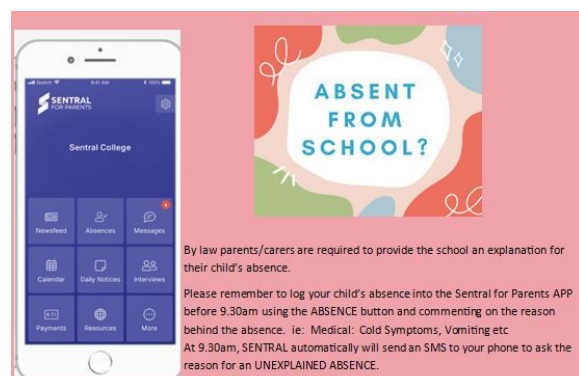 9:41 AM
100%
SENTRAL
FOR PARENTS
Sentral College
Newsfeed
Absences
Messages
Calendar
Daily Notices
Interviews
Payments
Resources
More
ABSENT
FROM
SCHOOL?
By law parents/carers are required to provide the school an explanation for
their child's absence.
Please remember to log your child's absence into the Sentral for Parents APP
before 9.30am using the ABSENCE button and commenting on the reason
behind the absence. ie: Medical: Cold Symptoms, Vomiting etc
At 9.30am, SENTRAL automatically will send an SMS to your phone to ask the
reason for an UNEXPLAINED ABSENCE.